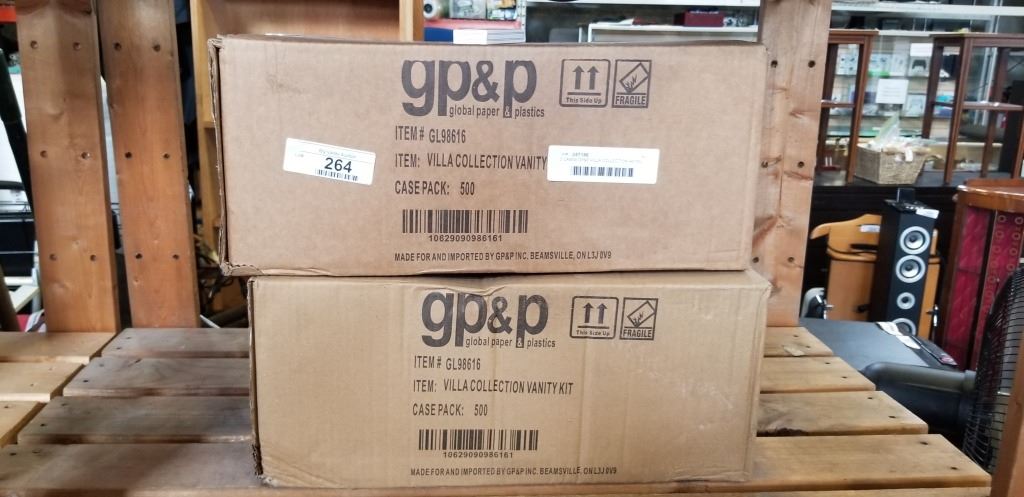 gp&p
global paper & plastics
This Side Up
FRAGILE
ITEM# GL98616
264
ITEM: VILLA COLLECTION VANITY
CASE PACK: 500
10629090986161
MADE FOR AND IMPORTED BY GP&P INC. BEAMSVILLE, ON L3J 0V9
gp&p
global paper & plastics
This Side Up
FRAGILE
ITEM# GL98616
ITEM: VILLA COLLECTION VANITY KIT
CASE PACK: 500
10629090986161
MADE FOR AND IMPORTED BY GP&P INC. BEAMSVILLE, ON L3J 0V9